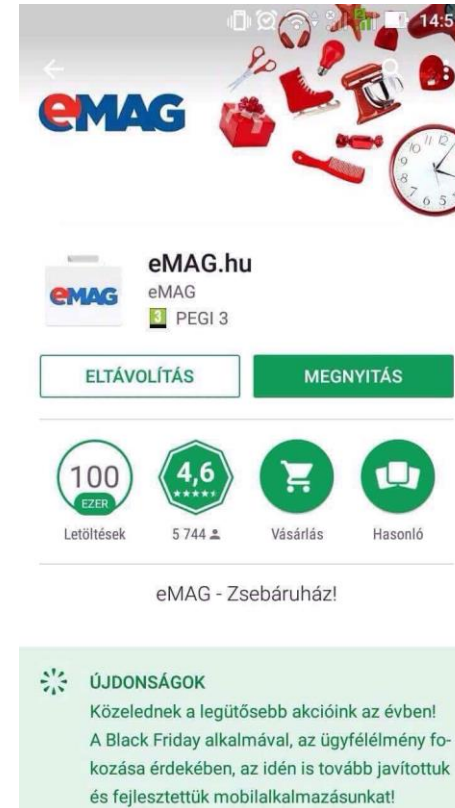 14:5
eMAG
eMAG.hu
eMAG
eMAG
3 PEGI 3
ELTÁVOLÍTÁS
MEGNYITÁS
100
EZER
4,6
Letöltések
5 744
Vásárlás
Hasonló
eMAG - Zsebáruház!
ÚJDONSÁGOK
Közelednek a legütősebb akcióink az évben!
A Black Friday alkalmával, az ügyfélélmény fo-
kozása érdekében, az idén is tovább javítottuk
és fejlesztettük mobilalkalmazásunkat!